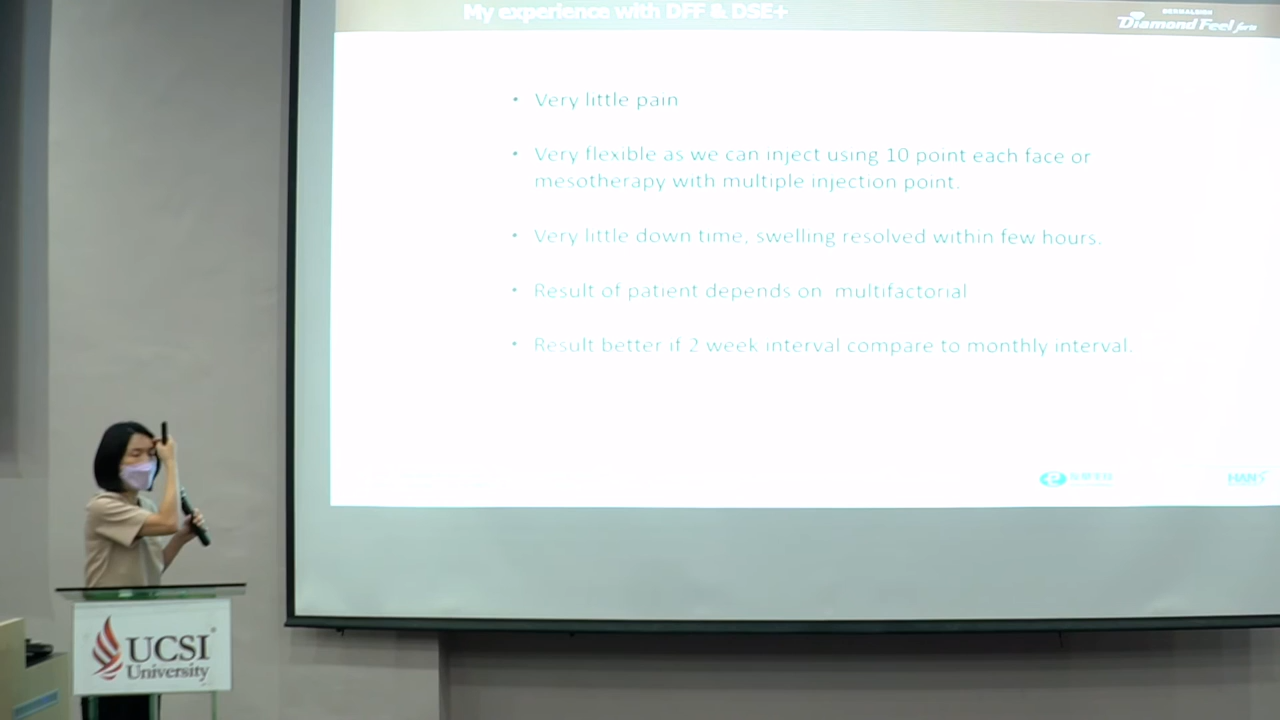 My experience with DFF & DSE+
DERMALSKIN
Diamond Feel forte
• Very little pain
• Very flexible as we can inject using 10 point each face or
mesotherapy with multiple injection point.
• Very little down time, swelling resolved within few hours.
• Result of patient depends on multifactorial
• Result better if 2 week interval compare to monthly interval.
UCSI
University